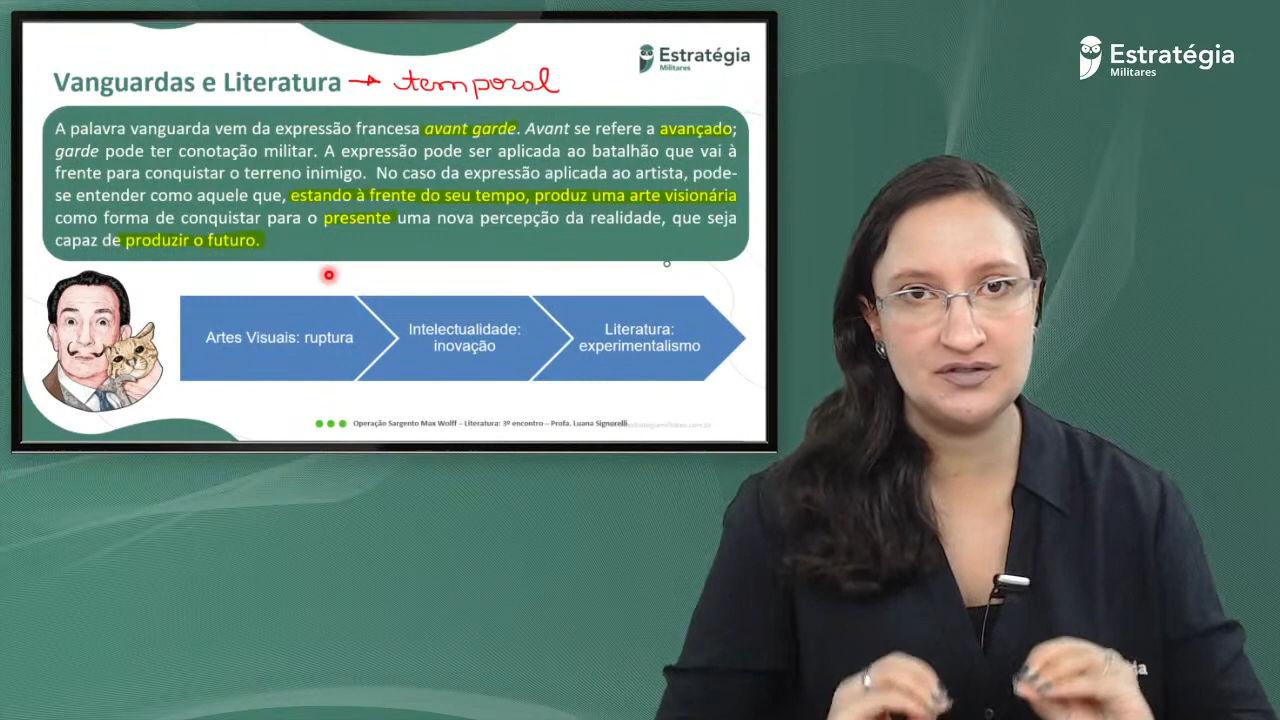 Estratégia
Militares
Vanguardas e Literatura → temporal
A palavra vanguarda vem da expressão francesa avant garde. Avant se refere a avançado;
garde pode ter conotação militar. A expressão pode ser aplicada ao batalhão que vai à
frente para conquistar o terreno inimigo. No caso da expressão aplicada ao artista, pode-
se entender como aquele que, estando à frente do seu tempo, produz uma arte visionária
como forma de conquistar para o presente uma nova percepção da realidade, que seja
capaz de produzir o futuro.
Artes Visuais: ruptura
Intelectualidade:
inovação
Literatura:
experimentalismo
Operação Sargento Max Wolff – Literatura: 3º encontro – Profa. Luana Signorelli
Estratégia
Militares